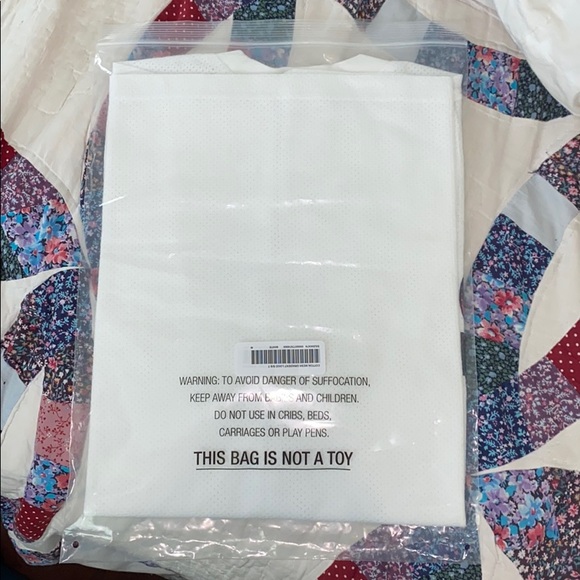 WARNING: TO AVOID DANGER OF SUFFOCATION,
KEEP AWAY FROM BABIES AND CHILDREN.
DO NOT USE IN CRIBS, BEDS,
CARRIAGES OR PLAY PENS.
THIS BAG IS NOT A TOY